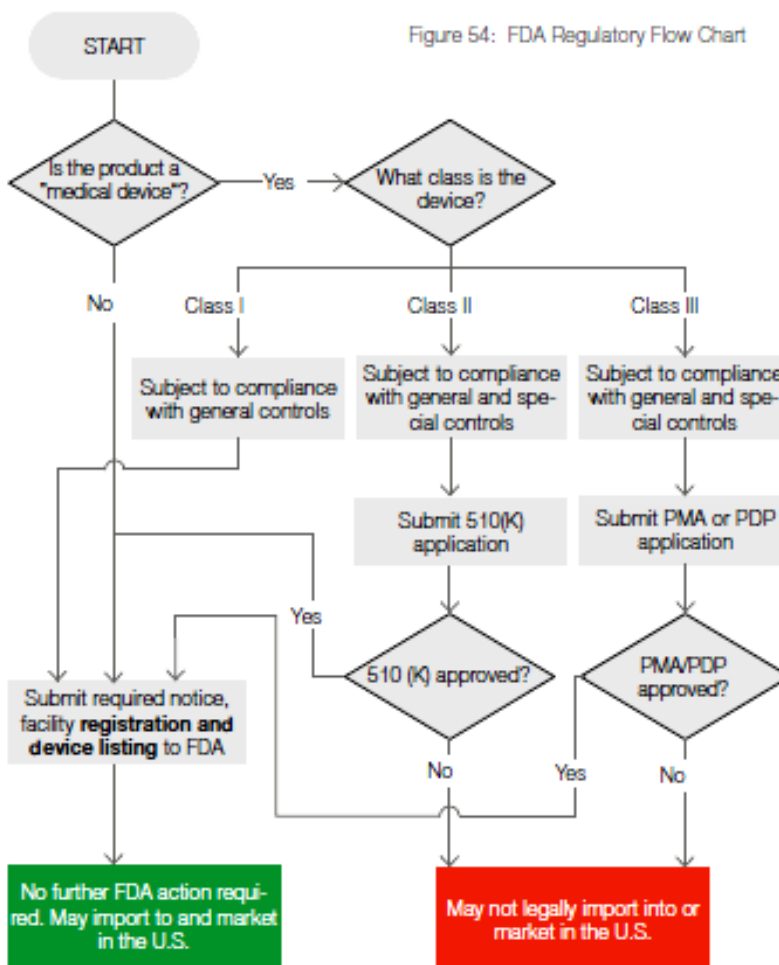 START
Figure 54: FDA Regulatory Flow Chart
Is the product a
"medical device"?
Yes
What class is the
device?
No
Class I
Class II
Class III
Subject to compliance
with general controls
Subject to compliance
with general and spe-
cial controls
Subject to compliance
with general and spe-
cial controls
Submit 510(K)
application
Submit PMA or PDP
application
Yes
510 (K) approved?
PMA/PDP
approved?
Submit required notice,
facility registration and
device listing to FDA
No
Yes
No
No further FDA action requi-
red. May import to and market
in the U.S.
May not legally import into or
market in the U.S.